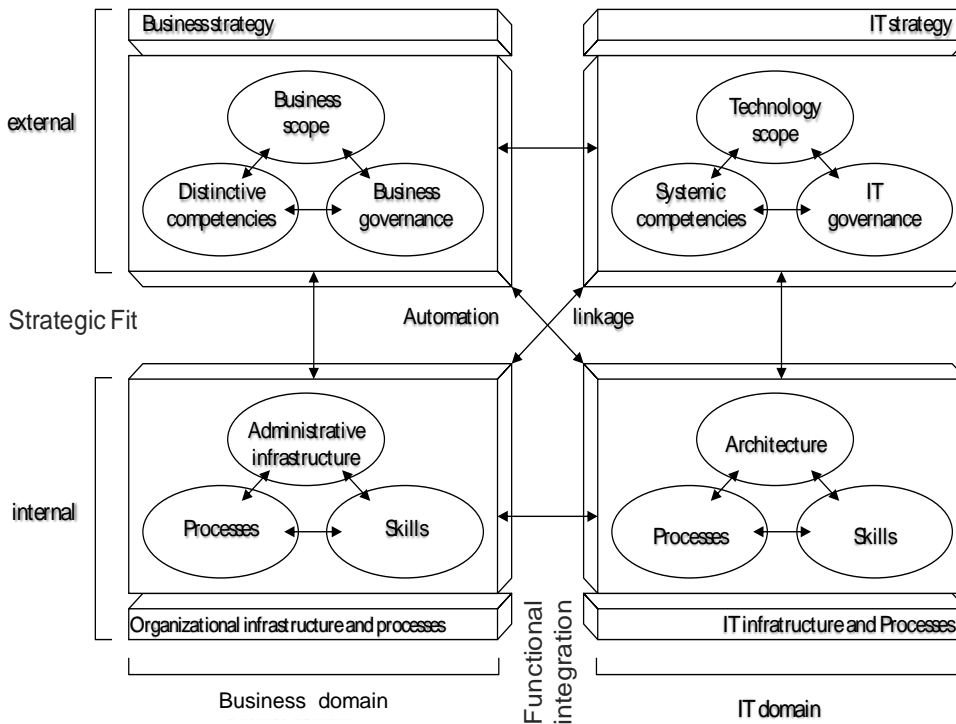 Business strategy
IT strategy
external
Business
scope
Distinctive
competencies
Business
governance
Technology
scope
Systemic
competencies
IT
governance
Strategic Fit
Automation
linkage
internal
Administrative
infrastructure
Processes
Skills
Architecture
Processes
Skills
Organizational infrastructure and processes
IT infratructure and Processes
Functional
integration
Business domain
IT domain